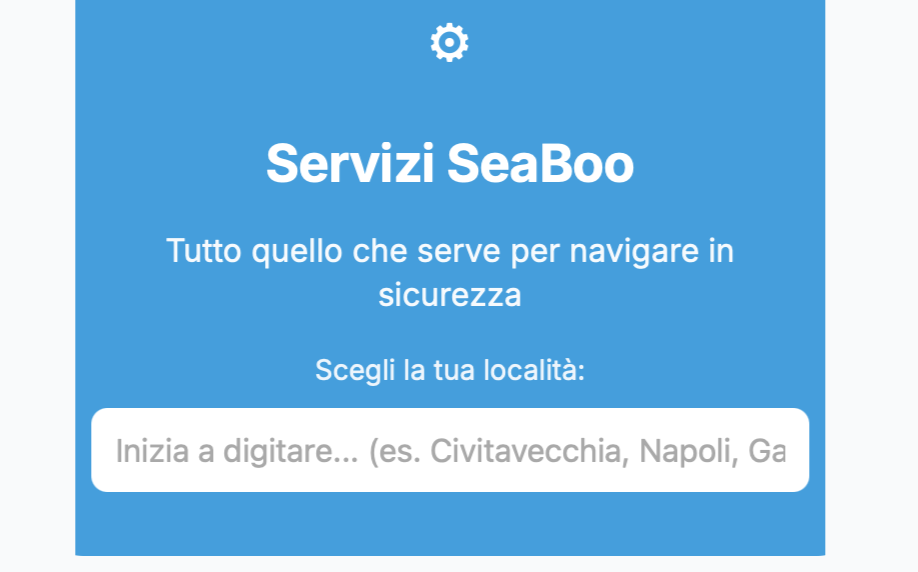 Servizi SeaBoo
Tutto quello che serve per navigare in
sicurezza
Scegli la tua località:
Inizia a digitare... (es. Civitavecchia, Napoli, Ga